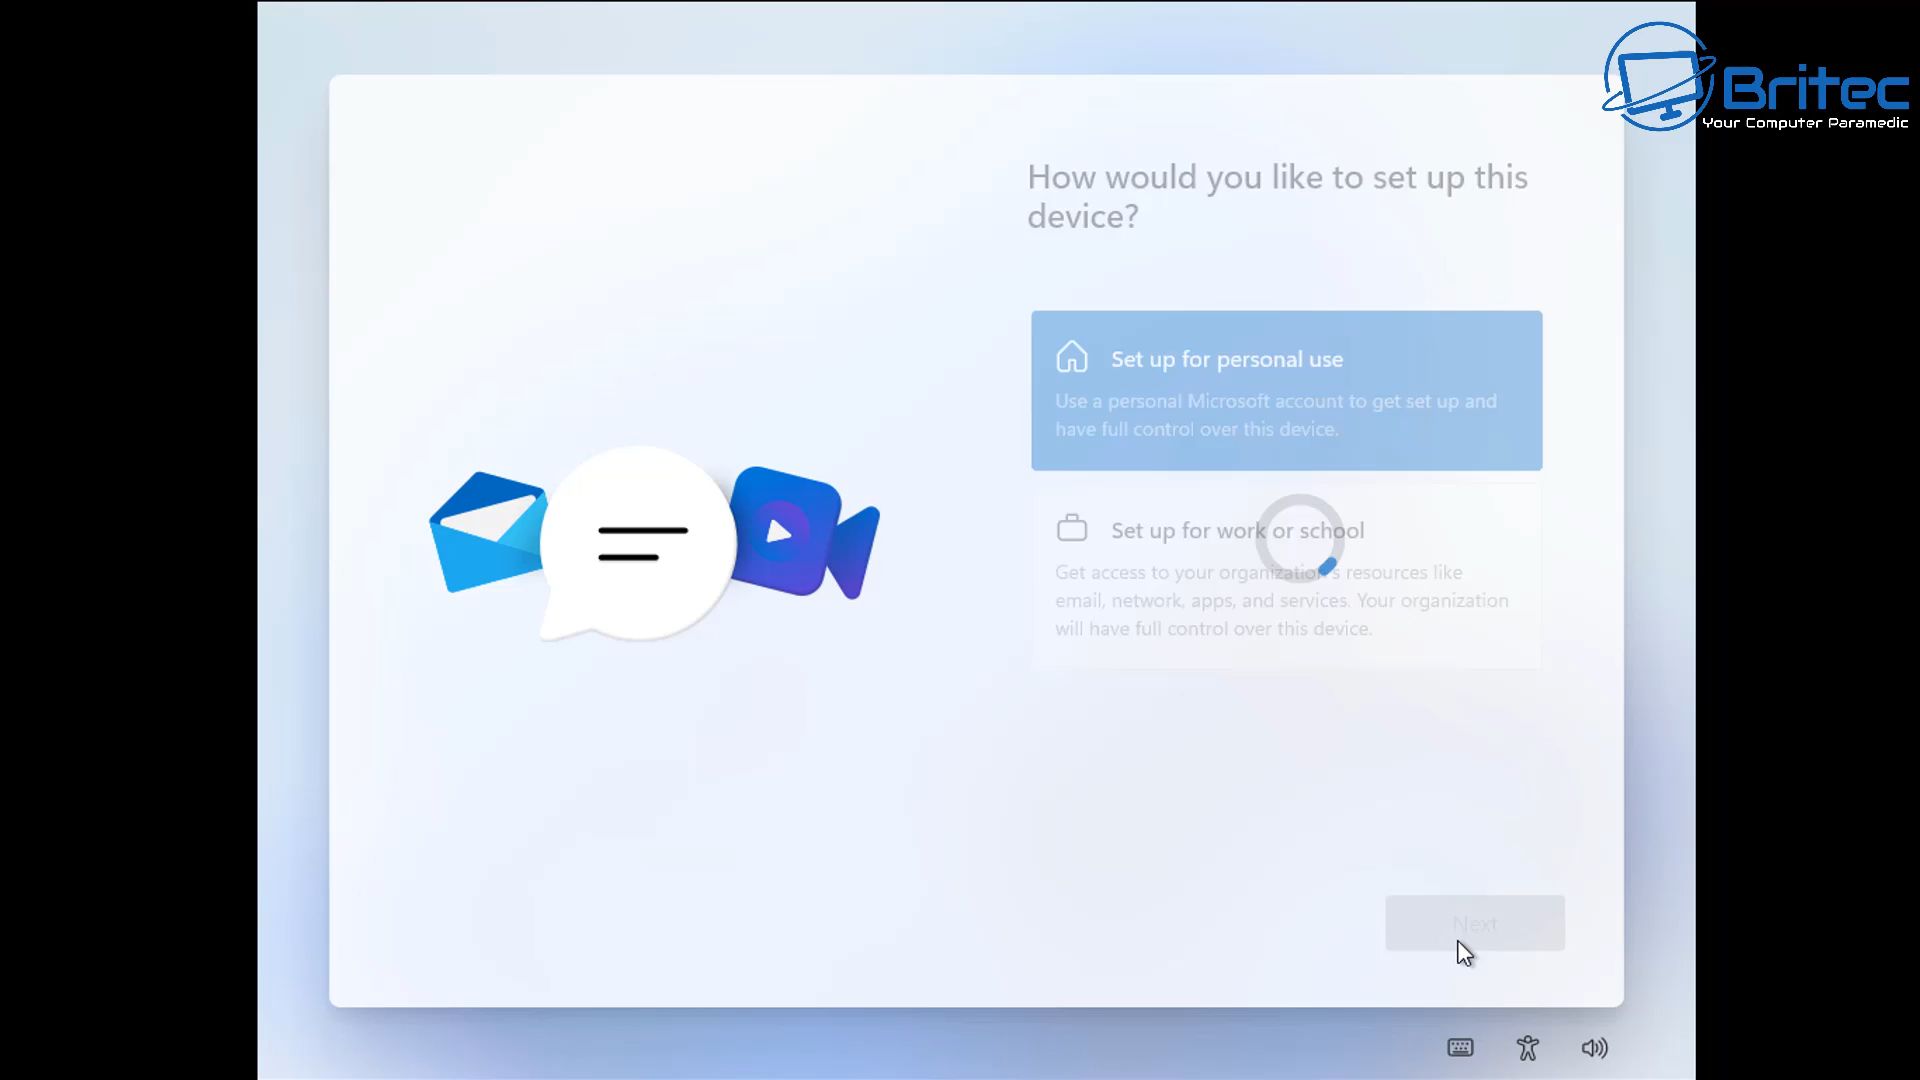 Britec
Your Computer Paramedic
How would you like to set up this
device?
Set up for personal use
Use a personal Microsoft account to get set up and
have full control over this device.
Set up for work or school
Get access to your organization's resources like
email, network, apps, and services. Your organization
will have full control over this device.
Next